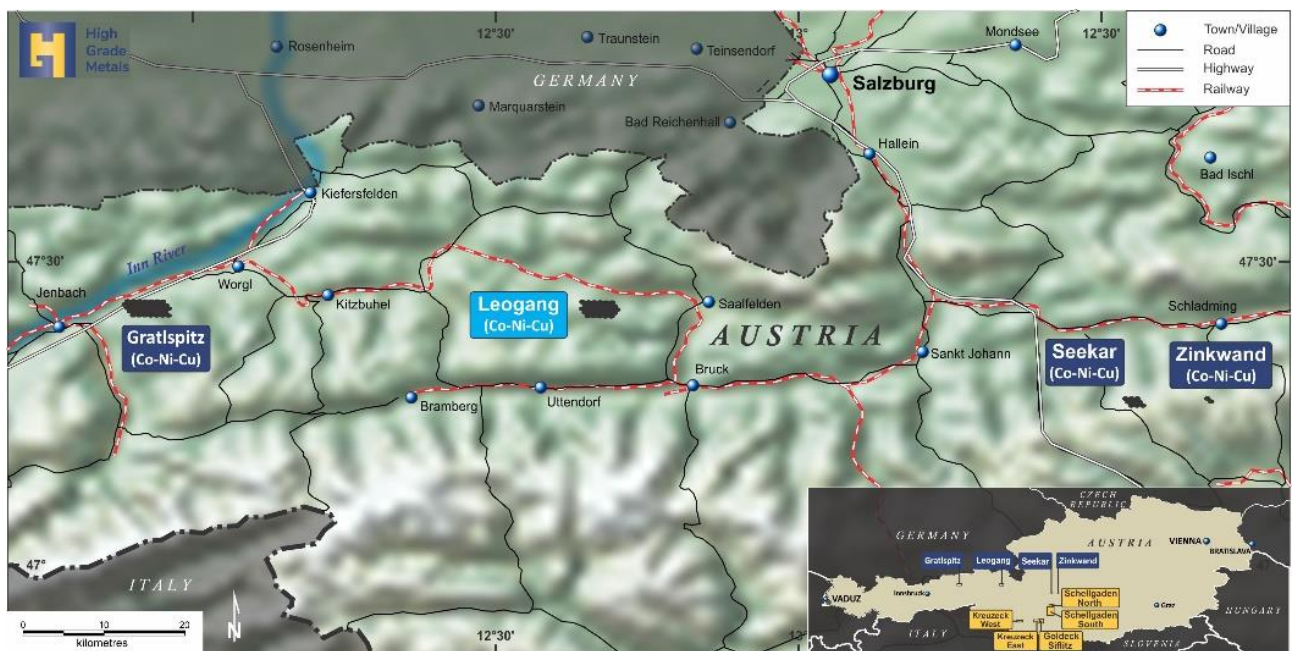 High
Grade
Metals
Rosenheim
12°30'
Traunstein
Teinsendorf
13°
Mondsee
12°30'
Town/Village
Road
Highway
Railway
GERMANY
Salzburg
Marquarstein
Bad Reichenhall
Hallein
Bad Ischl
Kiefersfelden
Inn River
47°30'
47°30'
Jenbach
Worgl
Kitzbuhel
Leogang
(Co-Ni-Cu)
Saalfelden
Schladming
Gratlspitz
(Co-Ni-Cu)
AUSTRIA
Sankt Johann
Seekar
(Co-Ni-Cu)
Zinkwand
(Co-Ni-Cu)
Bramberg
Uttendorf
Bruck
47°
ITALY
0 10 20
kilometres
N
12°30'
13°
CZECH
REPUBLIC
GERMANY
AUSTRIA
VIENNA
BRATISLAVA
Gratlspitz
Leogang
Seekar
Zinkwand
VADUZ
Innsbruck
Schellgaden
North
Schellgaden
South
Graz
HUNGARY
Kreuzeck
West
Kreuzeck
East
Goldeck
Siflitz
ITALY
SLOVENIA